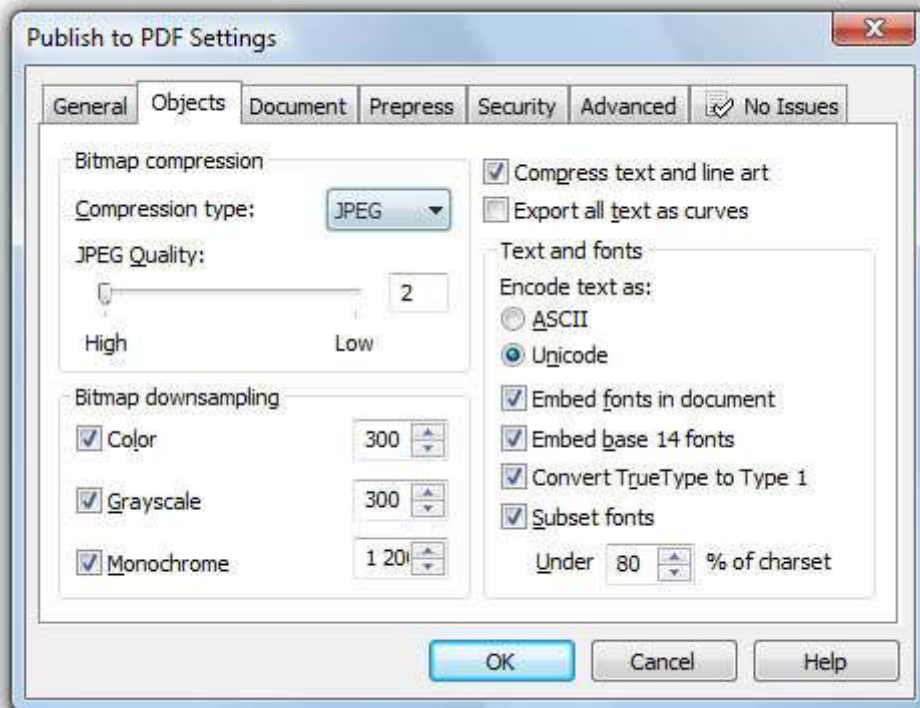 Publish to PDF Settings
General Objects Document Prepress Security Advanced No Issues
Bitmap compression
Compression type: JPEG
JPEG Quality:
2
High Low
Bitmap downsampling
Color 300
Grayscale 300
Monochrome 1 20
Compress text and line art
Export all text as curves
Text and fonts
Encode text as:
ASCII
Unicode
Embed fonts in document
Embed base 14 fonts
Convert TrueType to Type 1
Subset fonts
Under 80 % of charset
OK Cancel Help